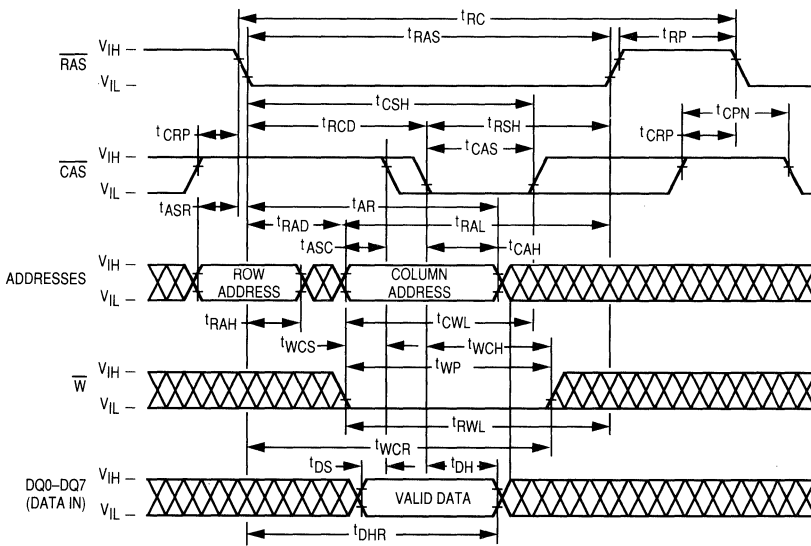 tRC
tRAS
tRP
RAS
VIH
VIL
tCSH
tCPN
tCRP
tRCD
tRSH
tCRP
tCAS
CAS
VIH
VIL
tASR
tAR
tRAD
tRAL
tASC
tCAH
ADDRESSES
VIH
VIL
ROW ADDRESS
COLUMN ADDRESS
tRAH
tCWL
tWCS
tWCH
tWP
W
VIH
VIL
tRWL
tWCR
tDS
tDH
DQ0–DQ7
(DATA IN)
VIH
VIL
VALID DATA
tDHR